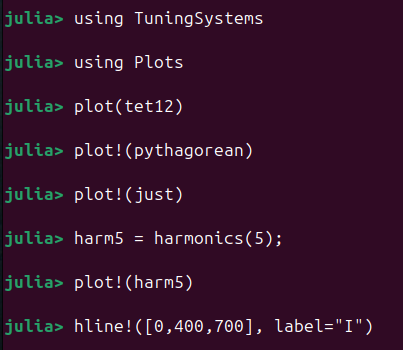 julia> using TuningSystems
julia> using Plots
julia> plot(tet12)
julia> plot!(pythagorean)
julia> plot!(just)
julia> harm5 = harmonics(5);
julia> plot!(harm5)
julia> hline!([0,400,700], label="I")